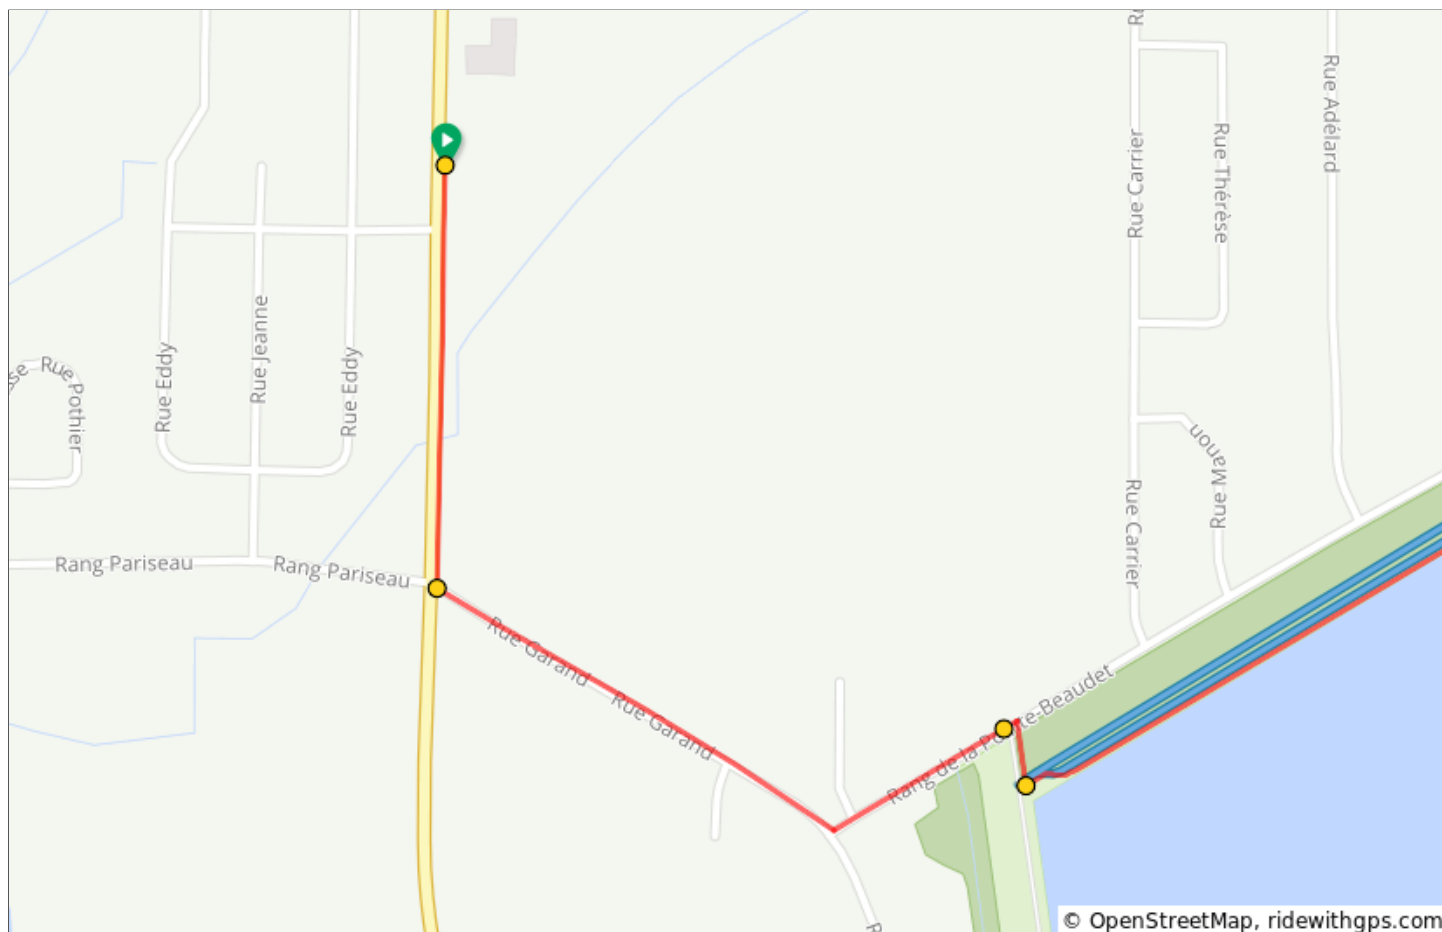 Rue Adélard
Rue Carrier
Rue Thérèse
Rue Jeanne
Rue Eddy
Rue Eddy
Rue Pothier
Rue Manon
Rue Carrier
Rang Pariseau
Rang Pariseau
Rue Garand
Rue Garand
Rang de la Pointe-Beaudet
© OpenStreetMap, ridewithgps.com